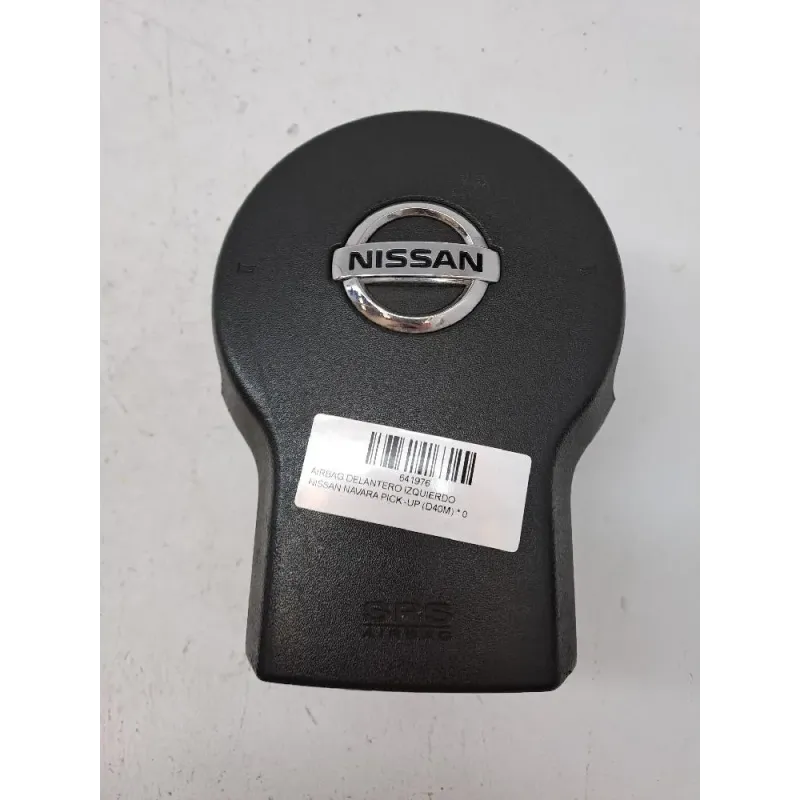 NISSAN
641976
AIRBAG DELANTERO IZQUIERDO
NISSAN NAVARA PICK-UP (D40M) * 0
SRS
AIRBAG